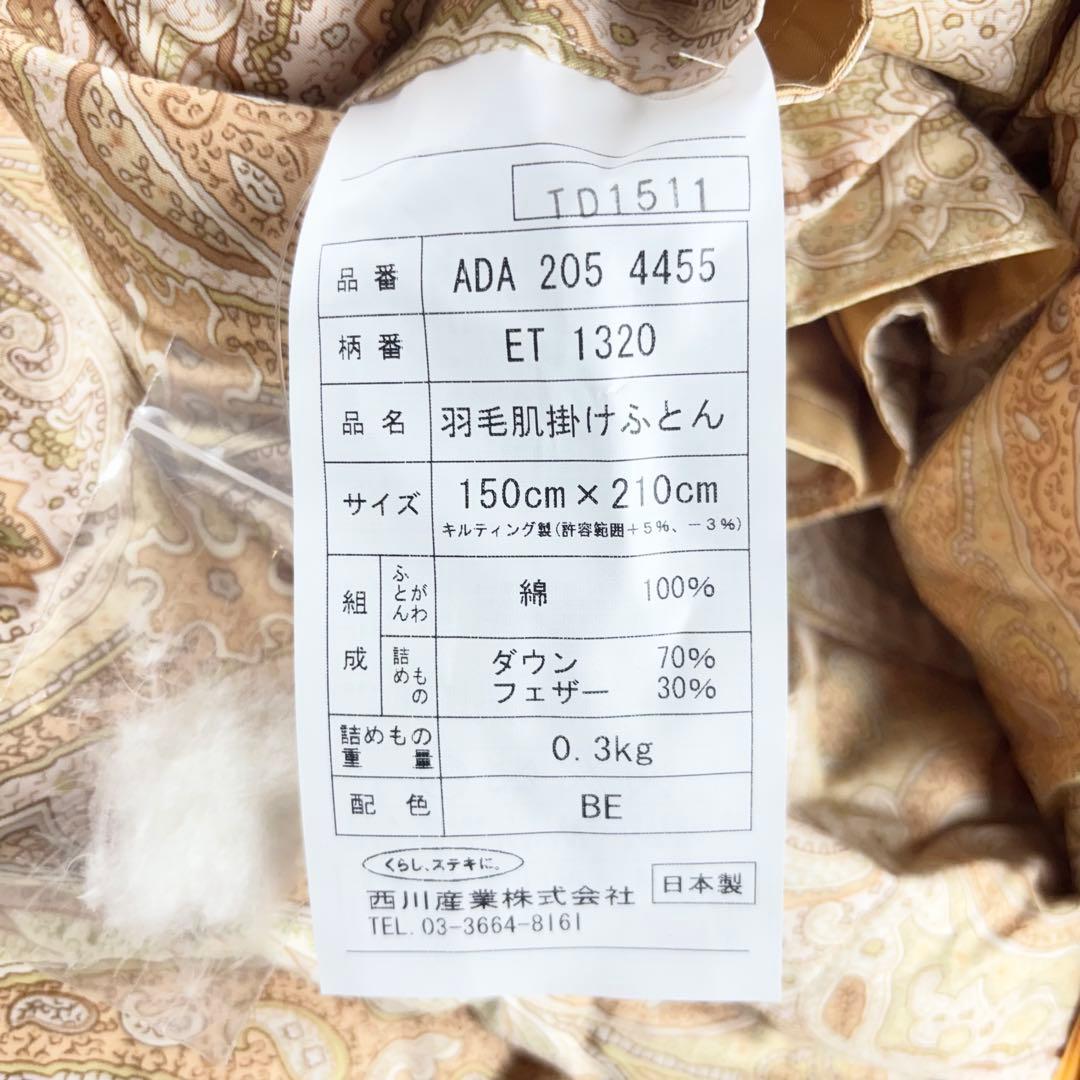 TD1511
品番 ADA 205 4455
柄番 ET 1320
品名 羽毛肌掛けふとん
サイズ 150cm×210cm
キルティング製(許容範囲+5%、-3%)
組成 ふとんがわ 綿 100%
詰めもの ダウン 70%
フェザー 30%
詰めもの重量 0.3kg
配色 BE
くらし、ステキに。
西川産業株式会社 日本製
TEL. 03-3664-8161